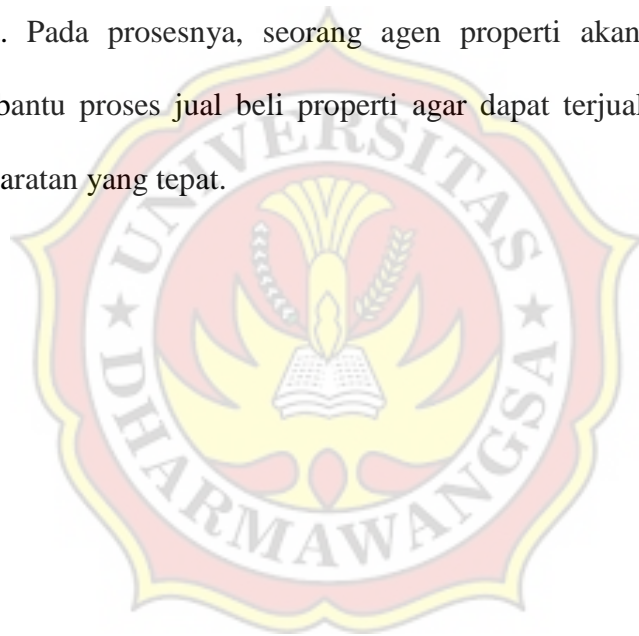 . Pada prosesnya, seorang agen properti akan
bantu proses jual beli properti agar dapat terjual
aratan yang tepat.
UNIVERSITAS
DHARMAWANGSA